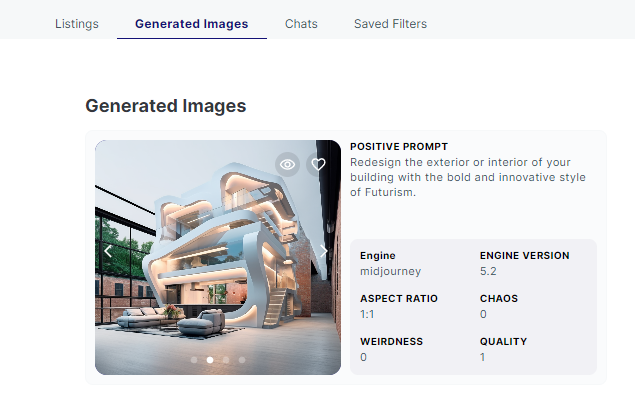 Listings Generated Images Chats Saved Filters
Generated Images
POSITIVE PROMPT
Redesign the exterior or interior of your
building with the bold and innovative style
of Futurism.
Engine ENGINE VERSION
midjourney 5.2
ASPECT RATIO CHAOS
1:1 0
WEIRDNESS QUALITY
0 1